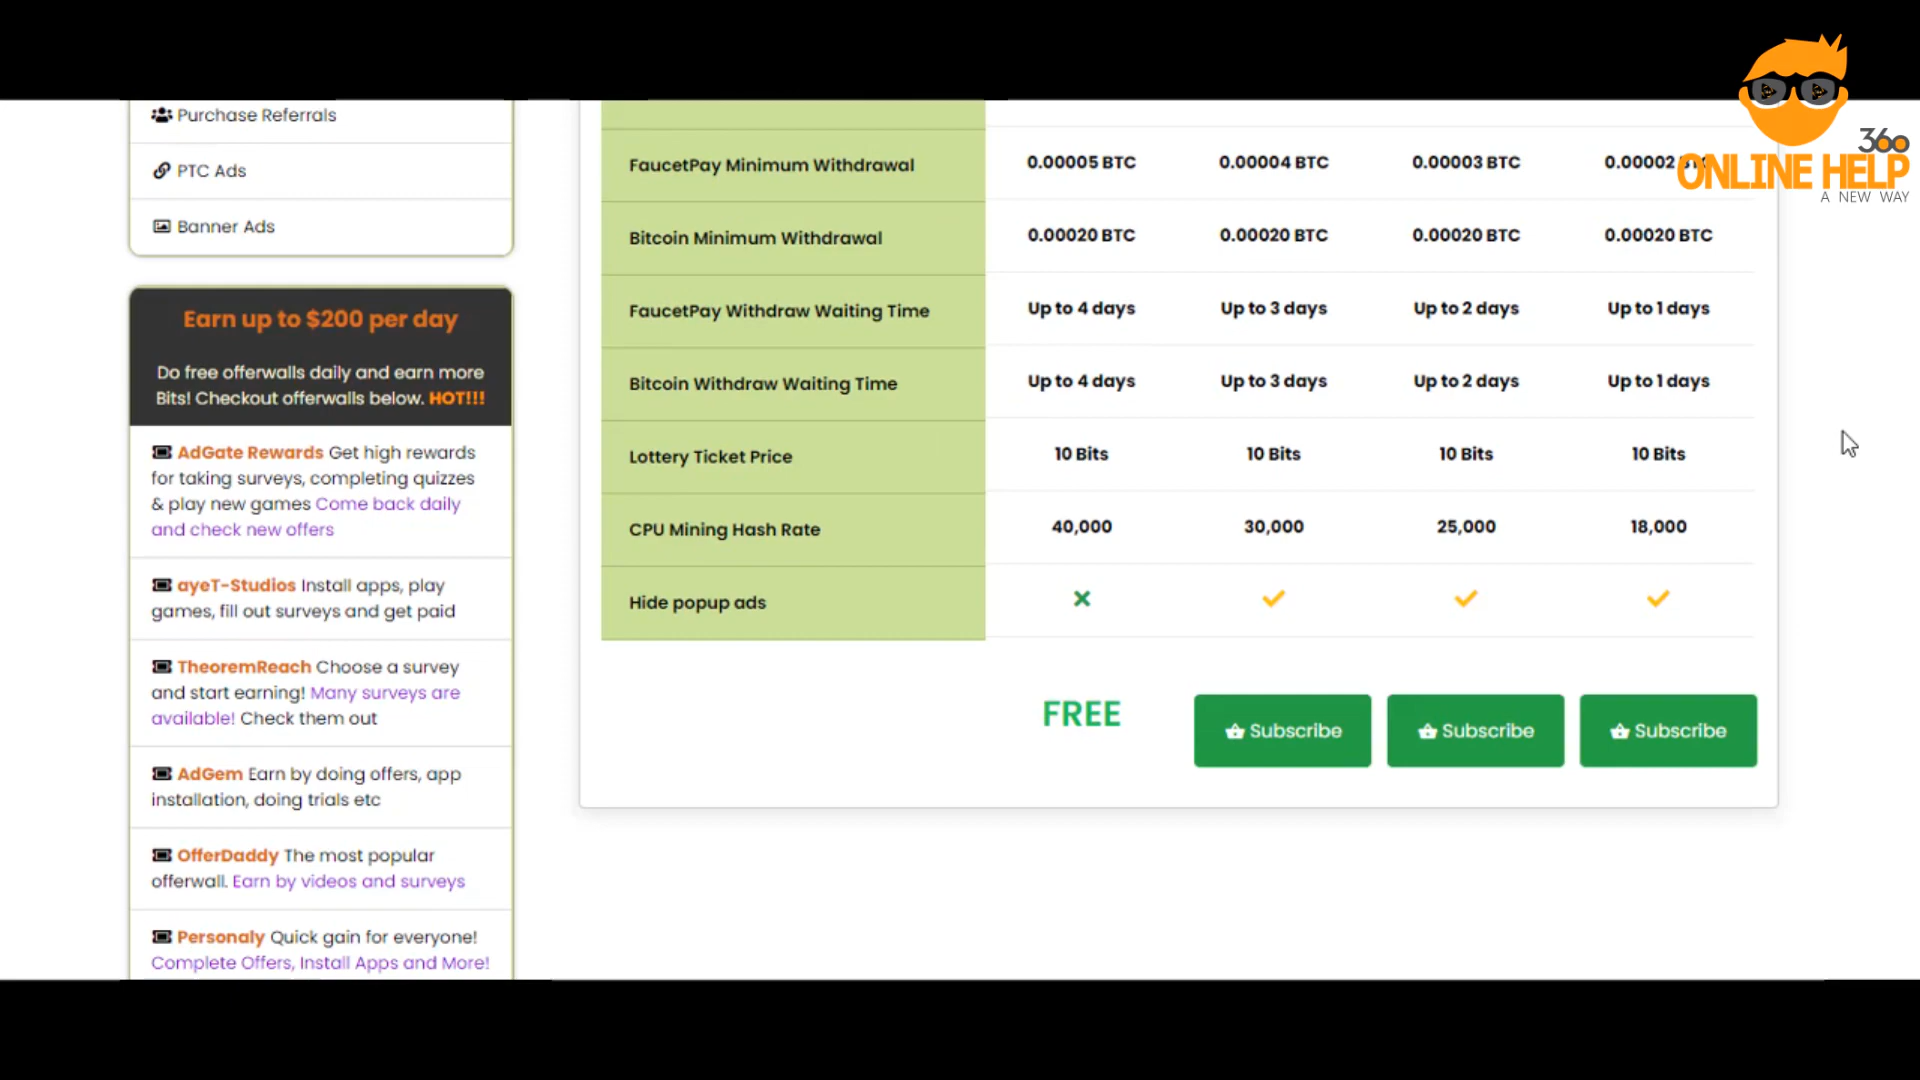 Purchase Referrals
PTC Ads
Banner Ads
Earn up to $200 per day
Do free offerwalls daily and earn more
Bits! Checkout offerwalls below. HOT!!!
AdGate Rewards Get high rewards
for taking surveys, completing quizzes
& play new games Come back daily
and check new offers
ayeT-Studios Install apps, play
games, fill out surveys and get paid
TheoremReach Choose a survey
and start earning! Many surveys are
available! Check them out
AdGem Earn by doing offers, app
installation, doing trials etc
OfferDaddy The most popular
offerwall. Earn by videos and surveys
Personaly Quick gain for everyone!
Complete Offers, Install Apps and More!
FaucetPay Minimum Withdrawal 0.00005 BTC 0.00004 BTC 0.00003 BTC 0.00002
Bitcoin Minimum Withdrawal 0.00020 BTC 0.00020 BTC 0.00020 BTC 0.00020 BTC
FaucetPay Withdraw Waiting Time Up to 4 days Up to 3 days Up to 2 days Up to 1 days
Bitcoin Withdraw Waiting Time Up to 4 days Up to 3 days Up to 2 days Up to 1 days
Lottery Ticket Price 10 Bits 10 Bits 10 Bits 10 Bits
CPU Mining Hash Rate 40,000 30,000 25,000 18,000
Hide popup ads
FREE Subscribe Subscribe Subscribe
360
ONLINE HELP
A NEW WAY